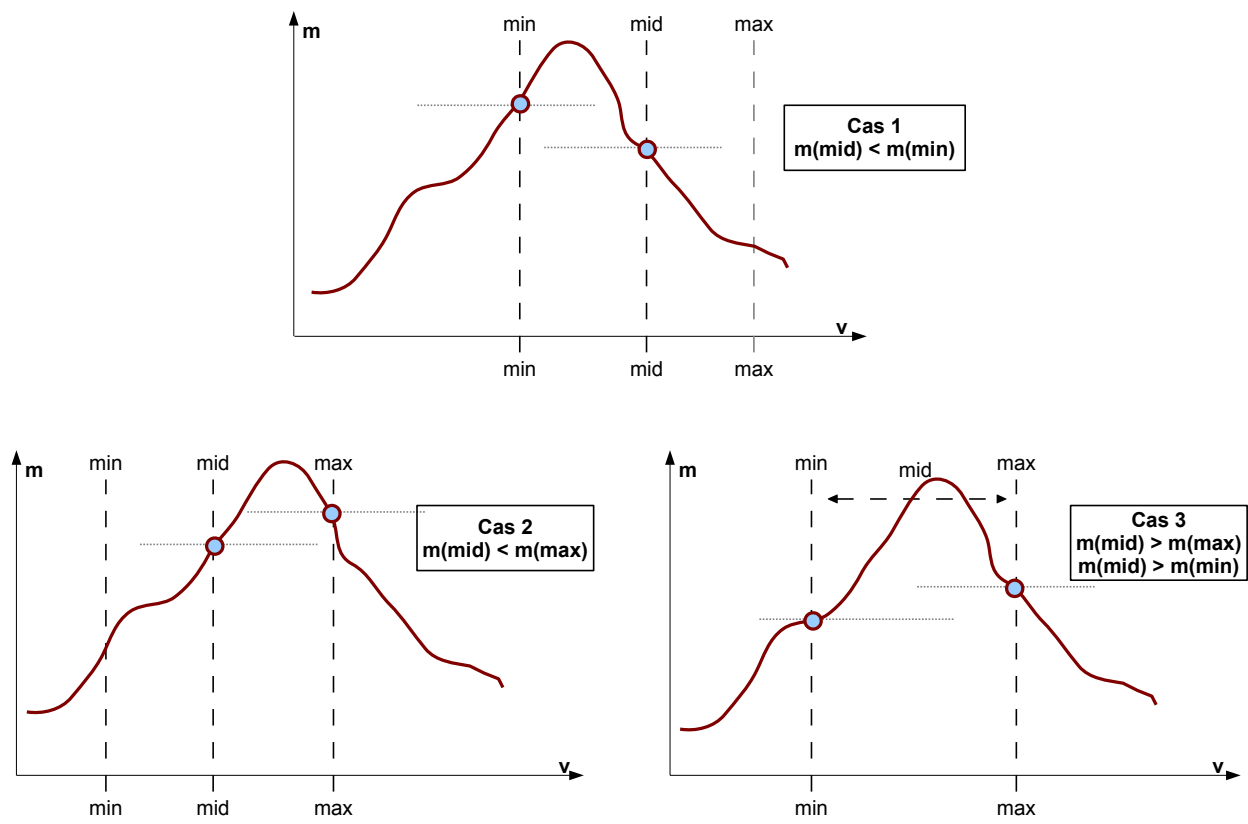 min mid max
m
Cas 1
m(mid) < m(min)
v
min mid max
min mid max
m
Cas 2
m(mid) < m(max)
v
min mid max
min mid max
m
Cas 3
m(mid) > m(max)
m(mid) > m(min)
v
min max